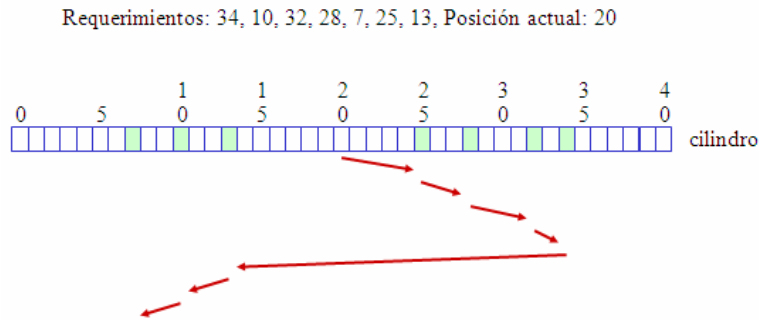 Requerimientos: 34, 10, 32, 28, 7, 25, 13, Posición actual: 20
1 1 2 2 3 3 4
0 5 0 5 0 5 0 5 0
cilindro